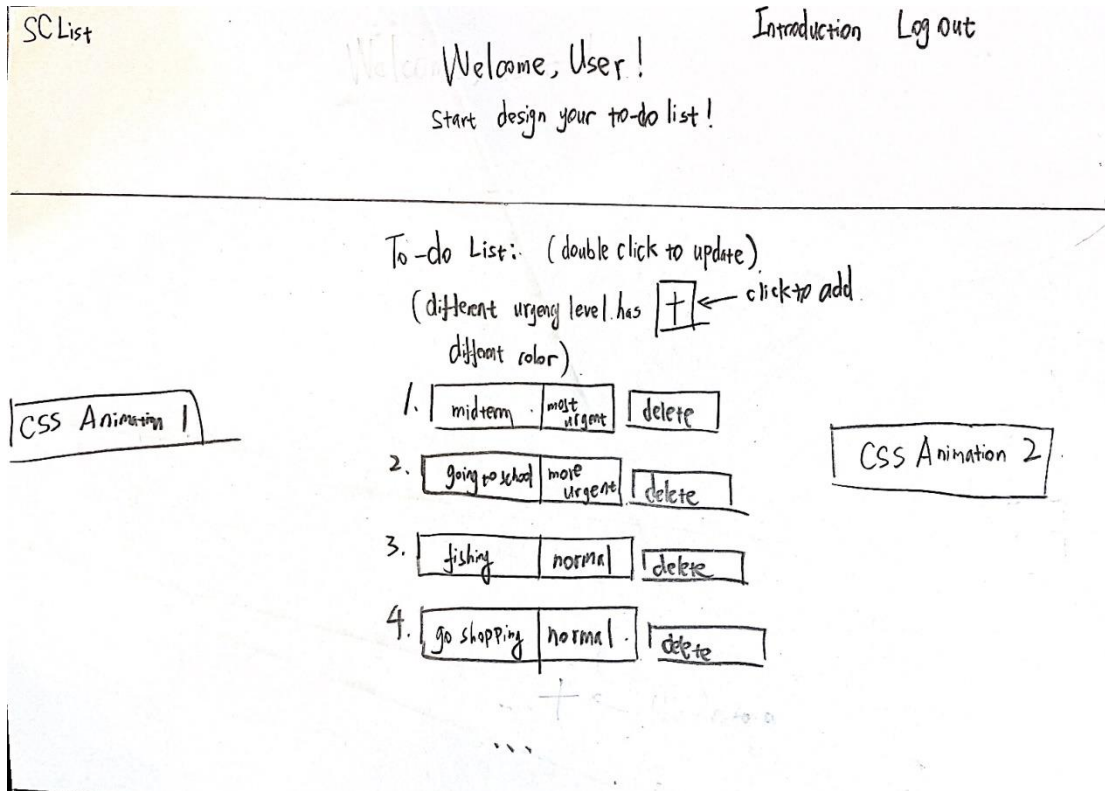 SC List
Introduction Log out
Welcome, User!
start design your to-do list!
To-do List: (double click to update)
(different urgeny level has + ← click to add
different color)
1. midterm most urgent delete
2. going to school more urgent delete
3. fishing normal delete
4. go shopping normal delete
...
CSS Animation 1
CSS Animation 2